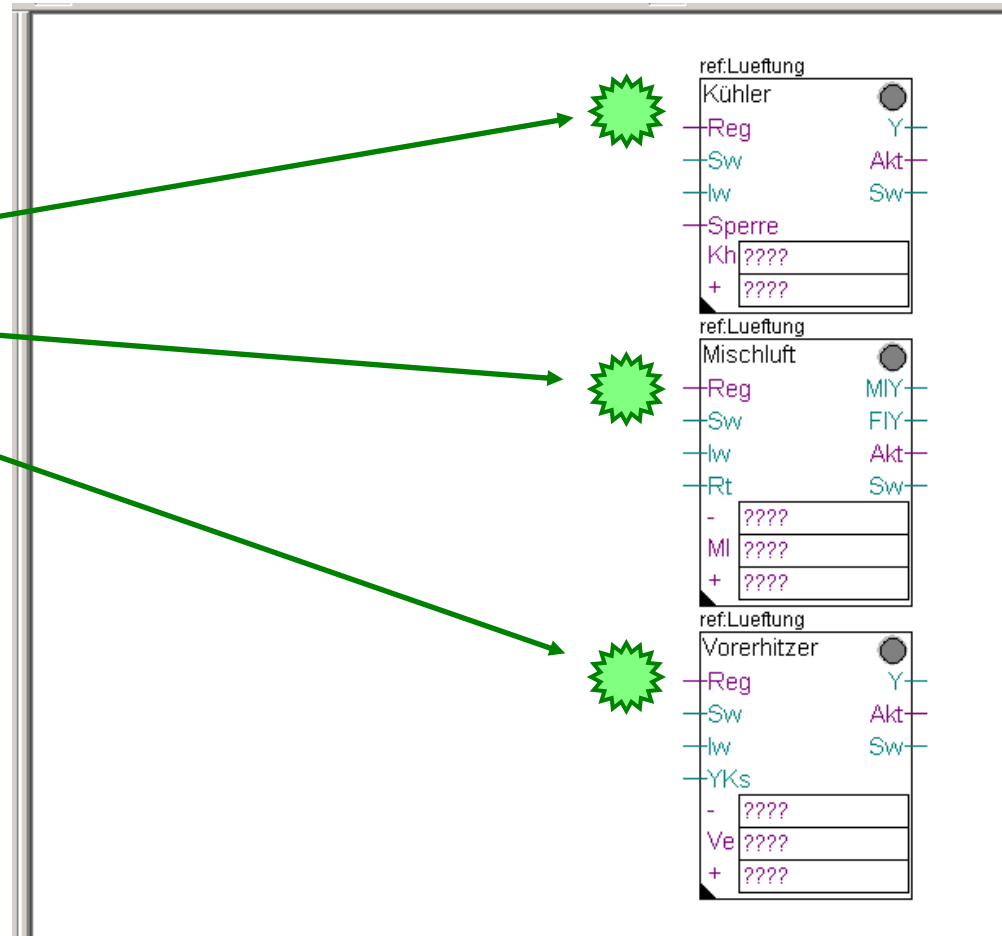 ref:Lueftung
Kühler
Reg Y
Sw Akt
Iw Sw
Sperre
Kh ????
+ ????
ref:Lueftung
Mischluft
Reg MIY
Sw FIY
Iw Akt
Rt Sw
- ????
MI ????
+ ????
ref:Lueftung
Vorerhitzer
Reg Y
Sw Akt
Iw Sw
YKs
- ????
Ve ????
+ ????